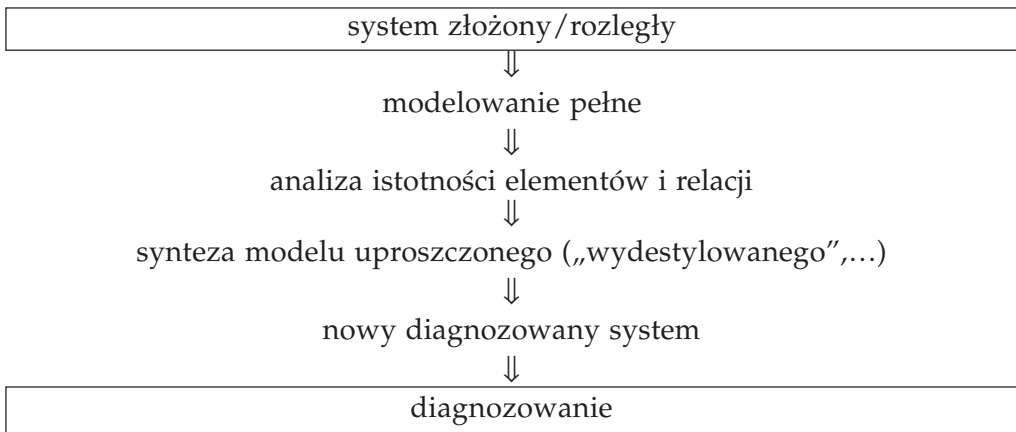 system złożony/rozległy
⇓
modelowanie pełne
⇓
analiza istotności elementów i relacji
⇓
synteza modelu uproszczonego („wydestylowanego”,…)
⇓
nowy diagnozowany system
⇓
diagnozowanie